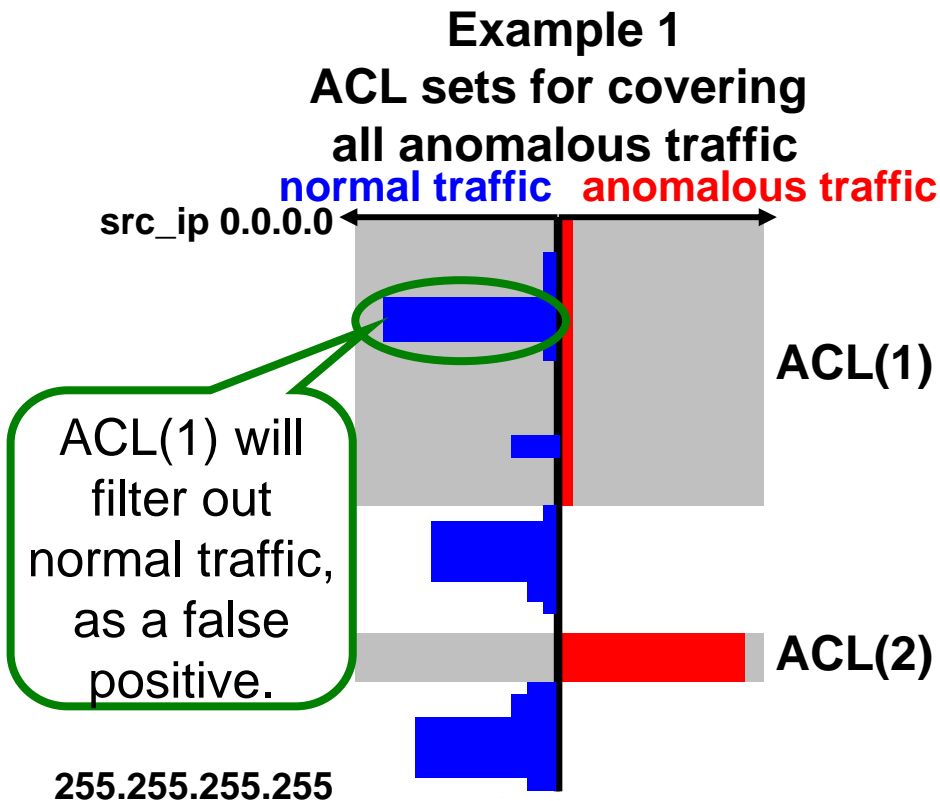 Example 1
ACL sets for covering
all anomalous traffic
normal traffic anomalous traffic
src_ip 0.0.0.0
ACL(1)
ACL(1) will
filter out
normal traffic,
as a false
positive.
ACL(2)
255.255.255.255